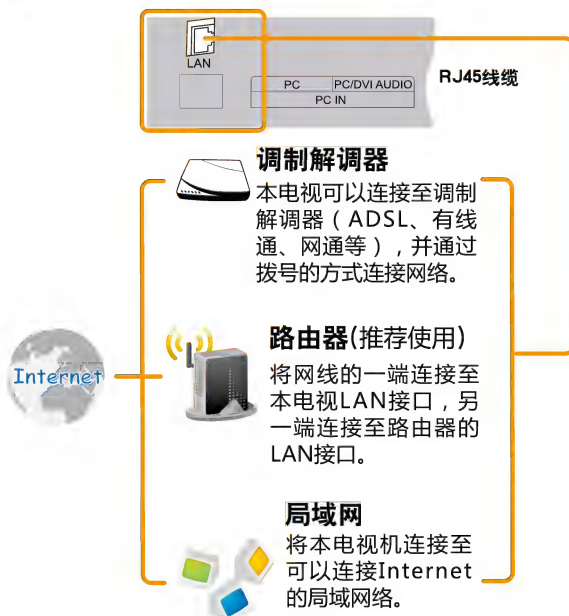 LAN
PC PC/DVI AUDIO
PC IN
RJ45线缆
调制解调器
本电视可以连接至调制
解调器（ADSL、有线
通、网通等），并通过
拨号的方式连接网络。
Internet
路由器(推荐使用)
将网线的一端连接至
本电视LAN接口，另
一端连接至路由器的
LAN接口。
局域网
将本电视机连接至
可以连接Internet
的局域网络。